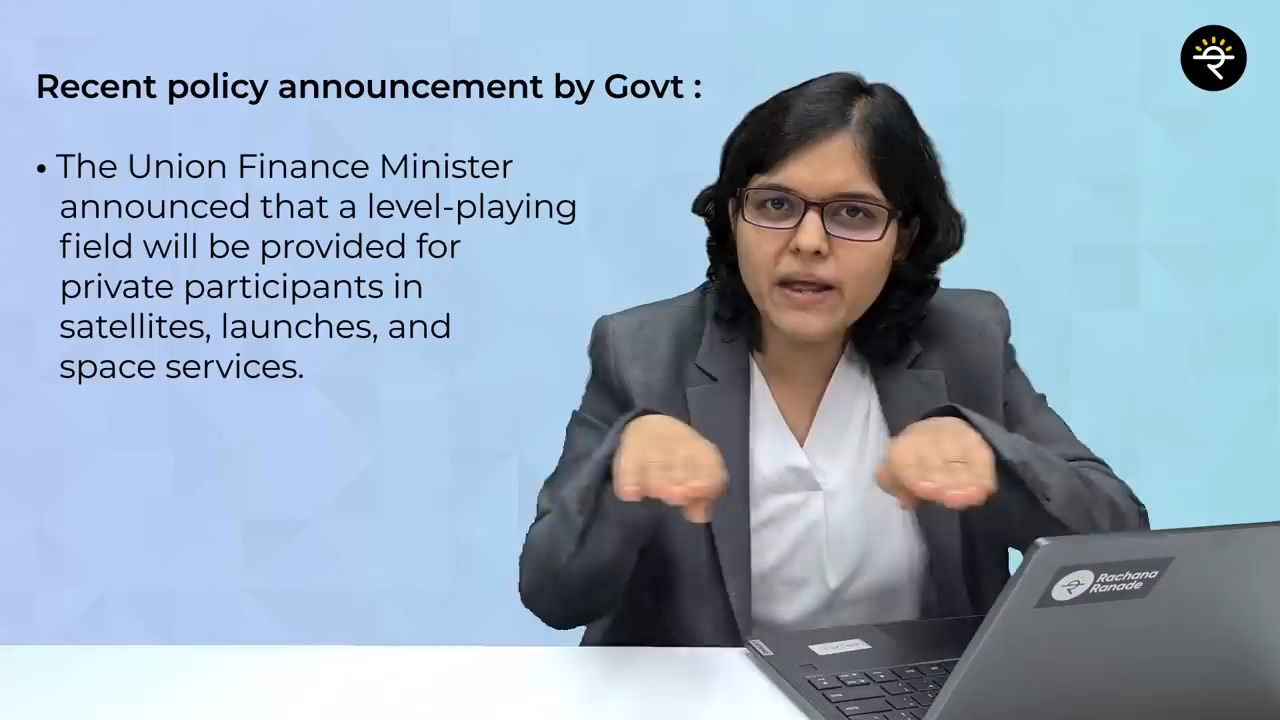 Recent policy announcement by Govt :
• The Union Finance Minister
announced that a level-playing
field will be provided for
private participants in
satellites, launches, and
space services.
Rachana
Ranade
Lenovo